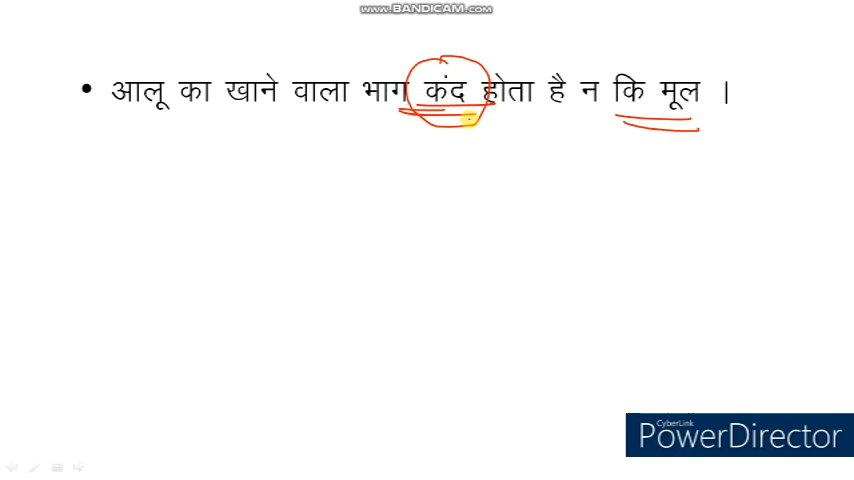 www.BANDICAM.com
• आलू का खाने वाला भाग कंद होता है न कि मूल ।
CyberLink
PowerDirector